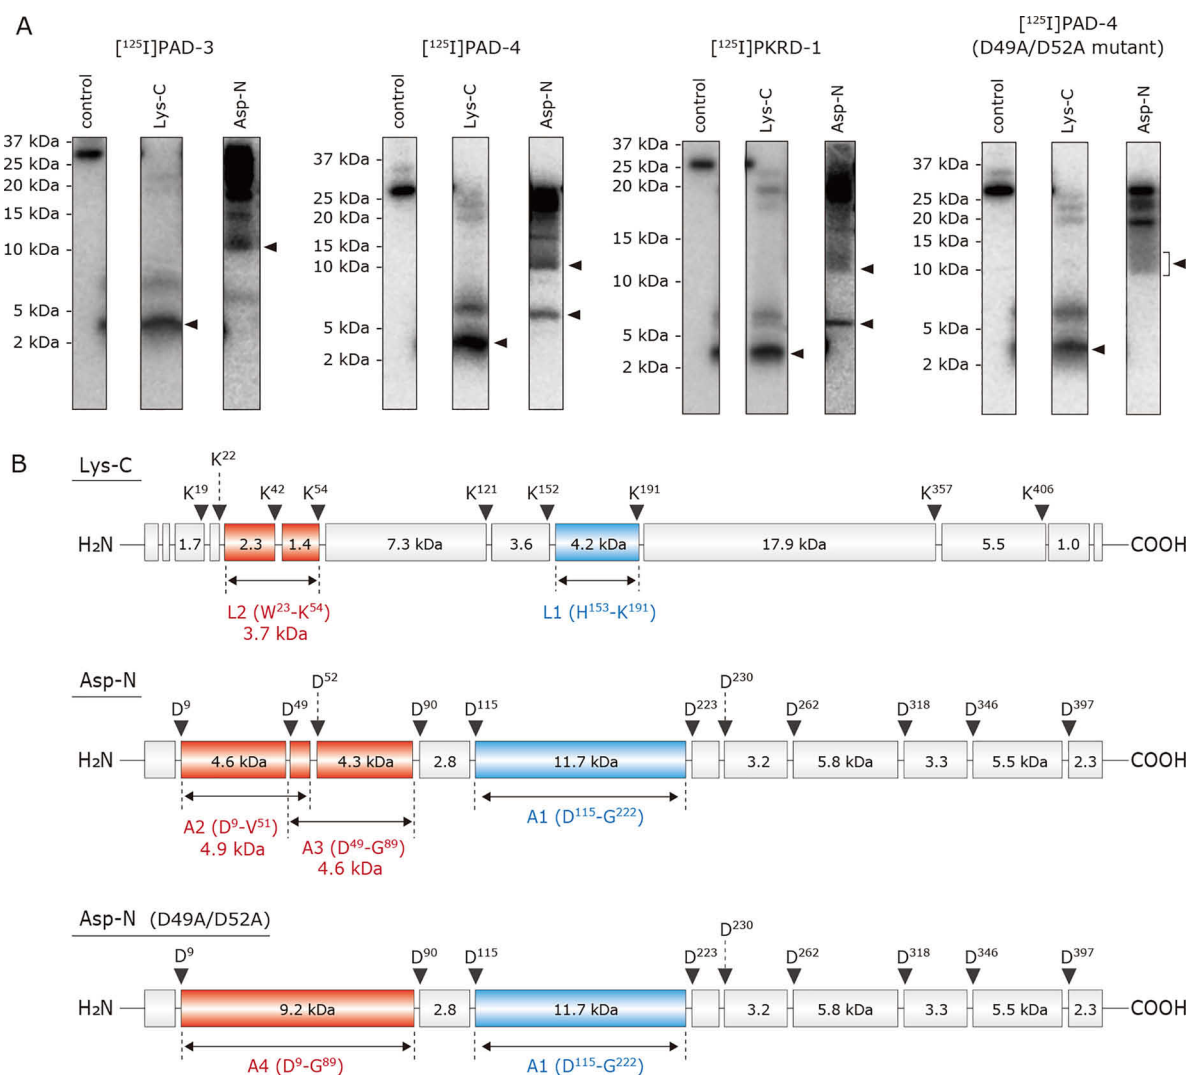 A
[¹²⁵I]PAD-3
control
Lys-C
Asp-N
37 kDa
25 kDa
20 kDa
15 kDa
10 kDa
5 kDa
2 kDa
[¹²⁵I]PAD-4
control
Lys-C
Asp-N
37 kDa
25 kDa
20 kDa
15 kDa
10 kDa
5 kDa
2 kDa
[¹²⁵I]PKRD-1
control
Lys-C
Asp-N
37 kDa
25 kDa
20 kDa
15 kDa
10 kDa
5 kDa
2 kDa
[¹²⁵I]PAD-4
(D49A/D52A mutant)
control
Lys-C
Asp-N
37 kDa
25 kDa
20 kDa
15 kDa
10 kDa
5 kDa
2 kDa
B
Lys-C
K¹⁹ K²² K⁴² K⁵⁴ K¹²¹ K¹⁵² K¹⁹¹ K³⁵⁷ K⁴⁰⁶
H₂N 1.7 2.3 1.4 7.3 kDa 3.6 4.2 kDa 17.9 kDa 5.5 1.0 COOH
L2 (W²³-K⁵⁴) L1 (H¹⁵³-K¹⁹¹)
3.7 kDa
Asp-N
D⁹ D⁴⁹ D⁵² D⁹⁰ D¹¹⁵ D²²³ D²³⁰ D²⁶² D³¹⁸ D³⁴⁶ D³⁹⁷
H₂N 4.6 kDa 4.3 kDa 2.8 11.7 kDa 3.2 5.8 kDa 3.3 5.5 kDa 2.3 COOH
A2 (D⁹-V⁵¹)
4.9 kDa
A3 (D⁴⁹-G⁸⁹)
4.6 kDa
A1 (D¹¹⁵-G²²²)
Asp-N (D49A/D52A)
D⁹ D⁹⁰ D¹¹⁵ D²²³ D²³⁰ D²⁶² D³¹⁸ D³⁴⁶ D³⁹⁷
H₂N 9.2 kDa 2.8 11.7 kDa 3.2 5.8 kDa 3.3 5.5 kDa 2.3 COOH
A4 (D⁹-G⁸⁹) A1 (D¹¹⁵-G²²²)